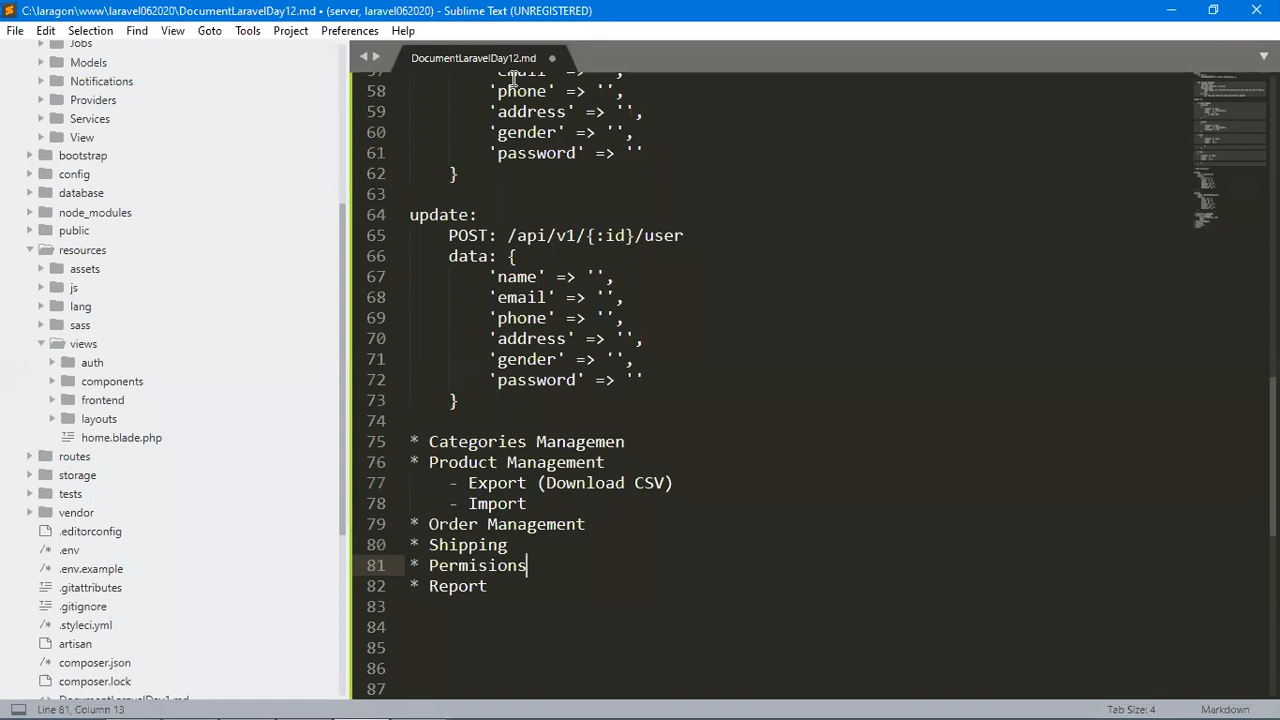 C:\laragon\www\laravel062020\DocumentLaravelDay12.md • (server, laravel062020) - Sublime Text (UNREGISTERED)
File Edit Selection Find View Goto Tools Project Preferences Help
Jobs
Models
Notifications
Providers
Services
View
bootstrap
config
database
node_modules
public
resources
assets
js
lang
sass
views
auth
components
frontend
layouts
home.blade.php
routes
storage
tests
vendor
.editorconfig
.env
.env.example
.gitattributes
.gitignore
.styleci.yml
artisan
composer.json
composer.lock
DocumentLaravelDay1.md
DocumentLaravelDay12.md
57 'email' => '',
58 'phone' => '',
59 'address' => '',
60 'gender' => '',
61 'password' => ''
62 }
63
64 update:
65 POST: /api/v1/{:id}/user
66 data: {
67 'name' => '',
68 'email' => '',
69 'phone' => '',
70 'address' => '',
71 'gender' => '',
72 'password' => ''
73 }
74
75 * Categories Managemen
76 * Product Management
77 - Export (Download CSV)
78 - Import
79 * Order Management
80 * Shipping
81 * Permisions
82 * Report
83
84
85
86
87
Line 81, Column 13
Tab Size: 4
Markdown